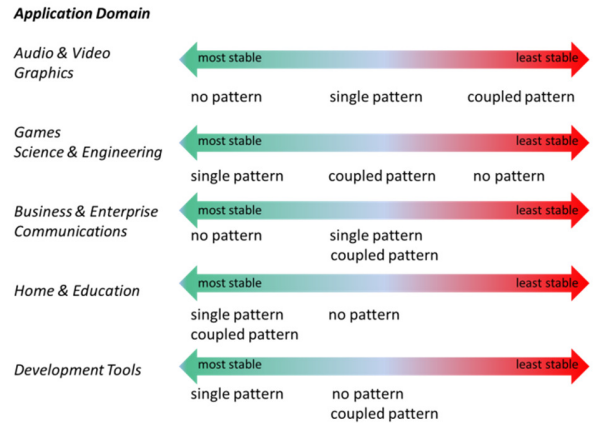 Application Domain
Audio & Video
Graphics
most stable least stable
no pattern single pattern coupled pattern
Games
Science & Engineering
most stable least stable
single pattern coupled pattern no pattern
Business & Enterprise
Communications
most stable least stable
no pattern single pattern
coupled pattern
Home & Education
most stable least stable
single pattern no pattern
coupled pattern
Development Tools
most stable least stable
single pattern no pattern
coupled pattern